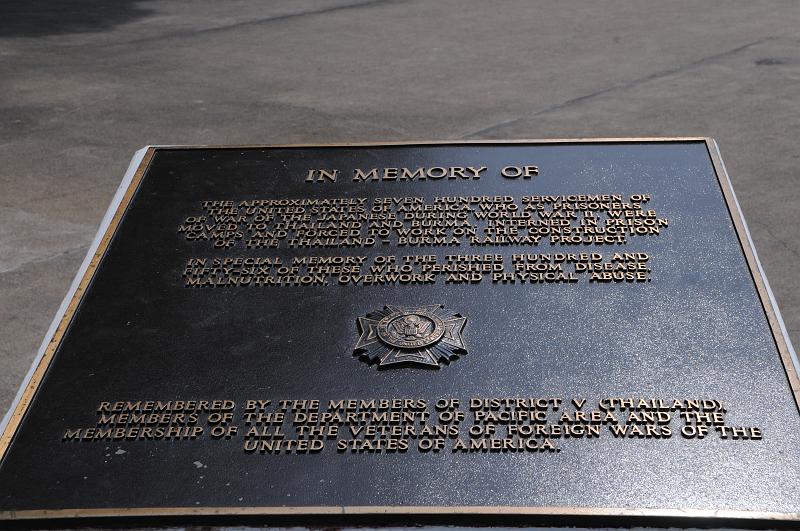 IN MEMORY OF
THE APPROXIMATELY SEVEN HUNDRED SERVICEMEN OF
THE UNITED STATES OF AMERICA WHO AS PRISONERS
OF WAR OF THE JAPANESE DURING WORLD WAR II, WERE
MOVED TO THAILAND AND BURMA, INTERNED IN PRISON
CAMPS, AND FORCED TO WORK ON THE CONSTRUCTION
OF THE THAILAND - BURMA RAILWAY PROJECT.
IN SPECIAL MEMORY OF THE THREE HUNDRED AND
FIFTY-SIX OF THESE WHO PERISHED FROM DISEASE,
MALNUTRITION, OVERWORK AND PHYSICAL ABUSE.
REMEMBERED BY THE MEMBERS OF DISTRICT V (THAILAND),
MEMBERS OF THE DEPARTMENT OF PACIFIC AREA AND THE
MEMBERSHIP OF ALL THE VETERANS OF FOREIGN WARS OF THE
UNITED STATES OF AMERICA.